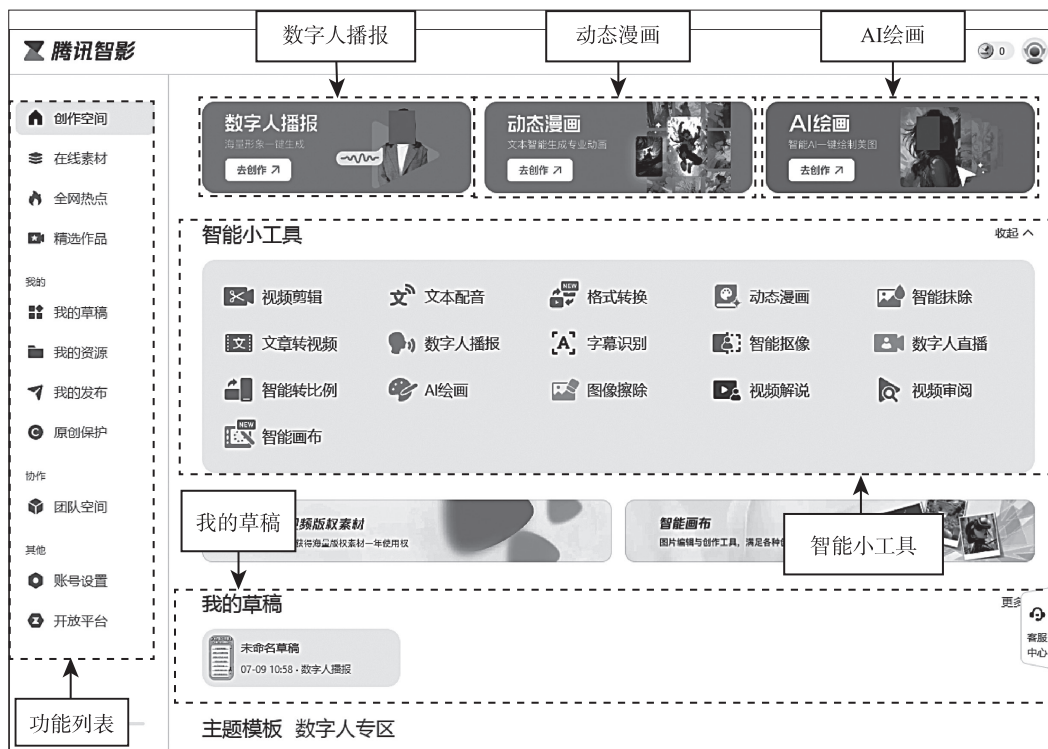 数字人播报
动态漫画
AI绘画
腾讯智影
0
创作空间
在线素材
全网热点
精选作品
我的
我的草稿
我的资源
我的发布
原创保护
协作
团队空间
其他
账号设置
开放平台
功能列表
数字人播报
海量形象一键生成
去创作
动态漫画
文本智能生成专业动画
去创作
AI绘画
智能AI一键绘制美图
去创作
智能小工具
收起
视频剪辑
文本配音
NEW
格式转换
动态漫画
智能抹除
文章转视频
数字人播报
字幕识别
智能抠像
数字人直播
智能转比例
AI绘画
图像擦除
视频解说
视频审阅
NEW
智能画布
我的草稿
频版权素材
获得海量版权素材一年使用权
智能画布
图片编辑与创作工具，满足各种
智能小工具
我的草稿
更多
未命名草稿
07-09 10:58 · 数字人播报
客服
中心
主题模板 数字人专区